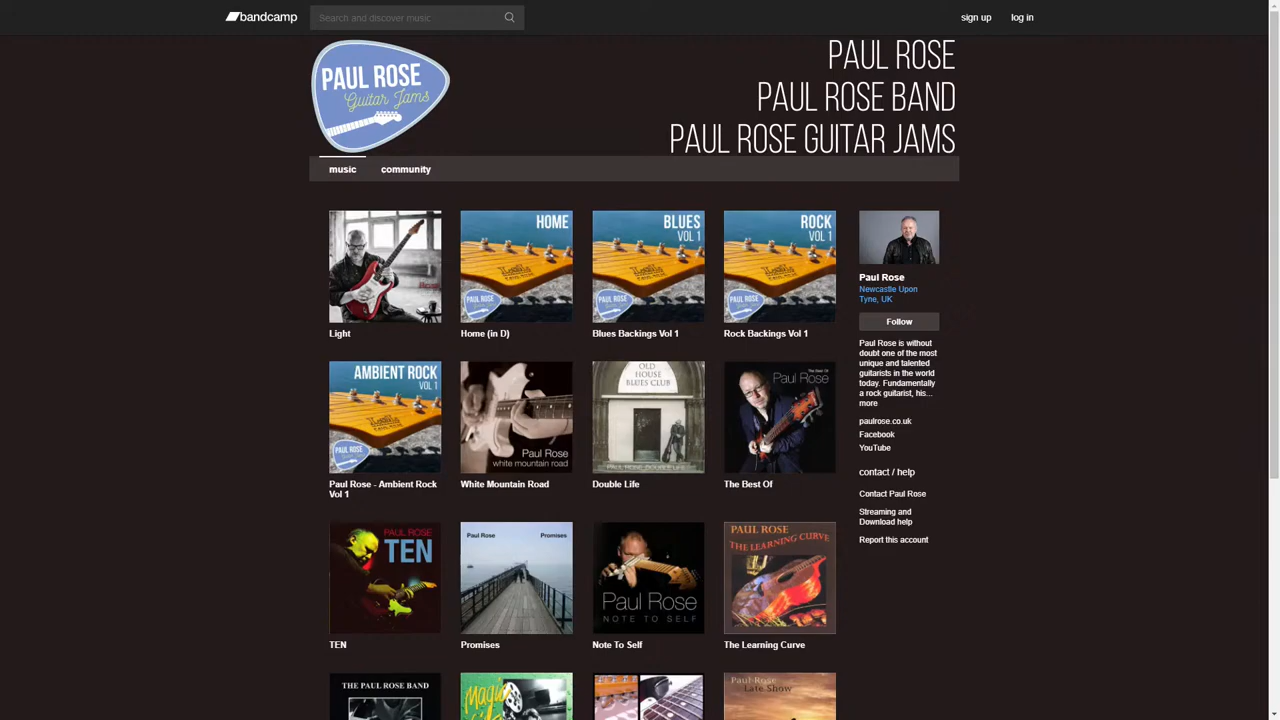 bandcamp
Search and discover music
sign up
log in
PAUL ROSE
Guitar Jams
PAUL ROSE
PAUL ROSE BAND
PAUL ROSE GUITAR JAMS
music
community
Light
HOME
Home (in D)
BLUES
VOL 1
Blues Backings Vol 1
ROCK
VOL 1
Rock Backings Vol 1
Paul Rose
Newcastle Upon
Tyne, UK
Follow
Paul Rose is without
doubt one of the most
unique and talented
guitarists in the world
today. Fundamentally
a rock guitarist, his...
more
paulrose.co.uk
Facebook
YouTube
contact / help
Contact Paul Rose
Streaming and
Download help
Report this account
AMBIENT ROCK
VOL 1
Paul Rose - Ambient Rock
Vol 1
Paul Rose
white mountain road
White Mountain Road
OLD
HOUSE
BLUES CLUB
PAUL ROSE DOUBLE LIFE
Double Life
The Best Of
Paul Rose
The Best Of
PAUL ROSE
TEN
TEN
Paul Rose
Promises
Promises
Paul Rose
NOTE TO SELF
Note To Self
PAUL ROSE
THE LEARNING CURVE
The Learning Curve
THE PAUL ROSE BAND
Paul Rose
Late Show